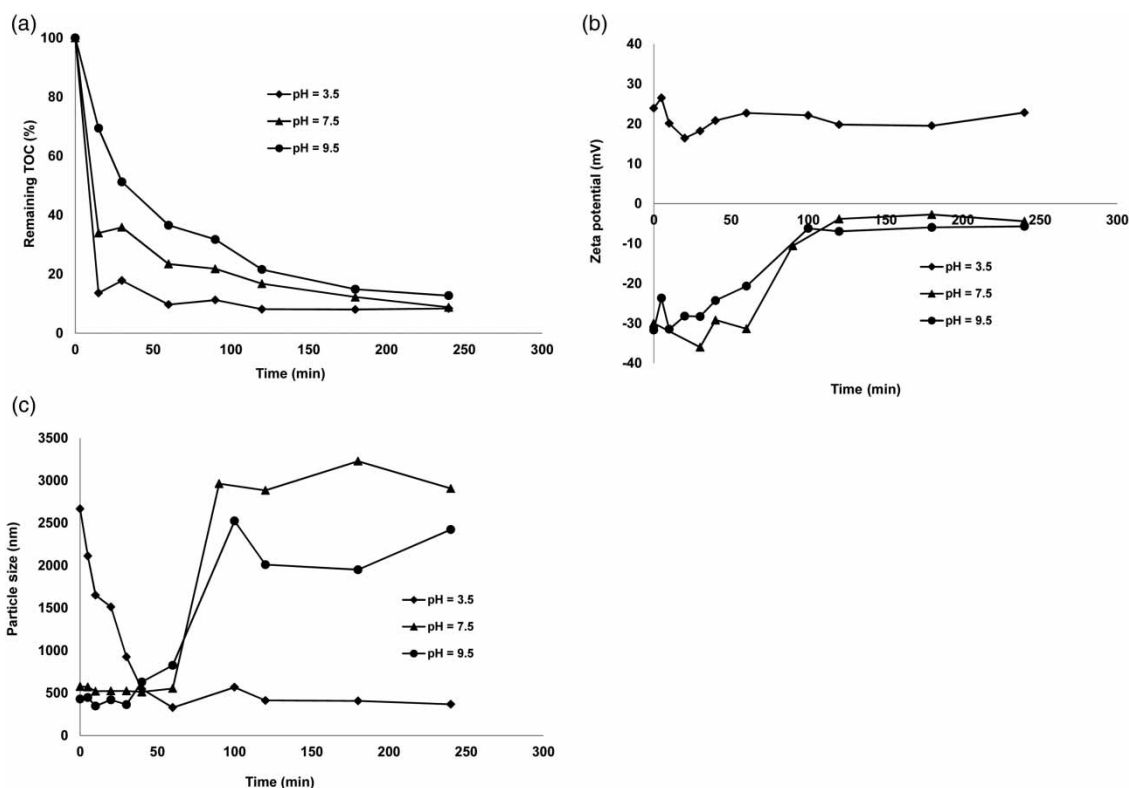 (a)
100
80
60
40
20
0
Remaining TOC (%)
pH = 3.5
pH = 7.5
pH = 9.5
0 50 100 150 200 250 300
Time (min)
(b)
40
30
20
10
0
-10
-20
-30
-40
Zeta potential (mV)
0 50 100 150 200 250 300
pH = 3.5
pH = 7.5
pH = 9.5
Time (min)
(c)
3500
3000
2500
2000
1500
1000
500
0
Particle size (nm)
pH = 3.5
pH = 7.5
pH = 9.5
0 50 100 150 200 250 300
Time (min)